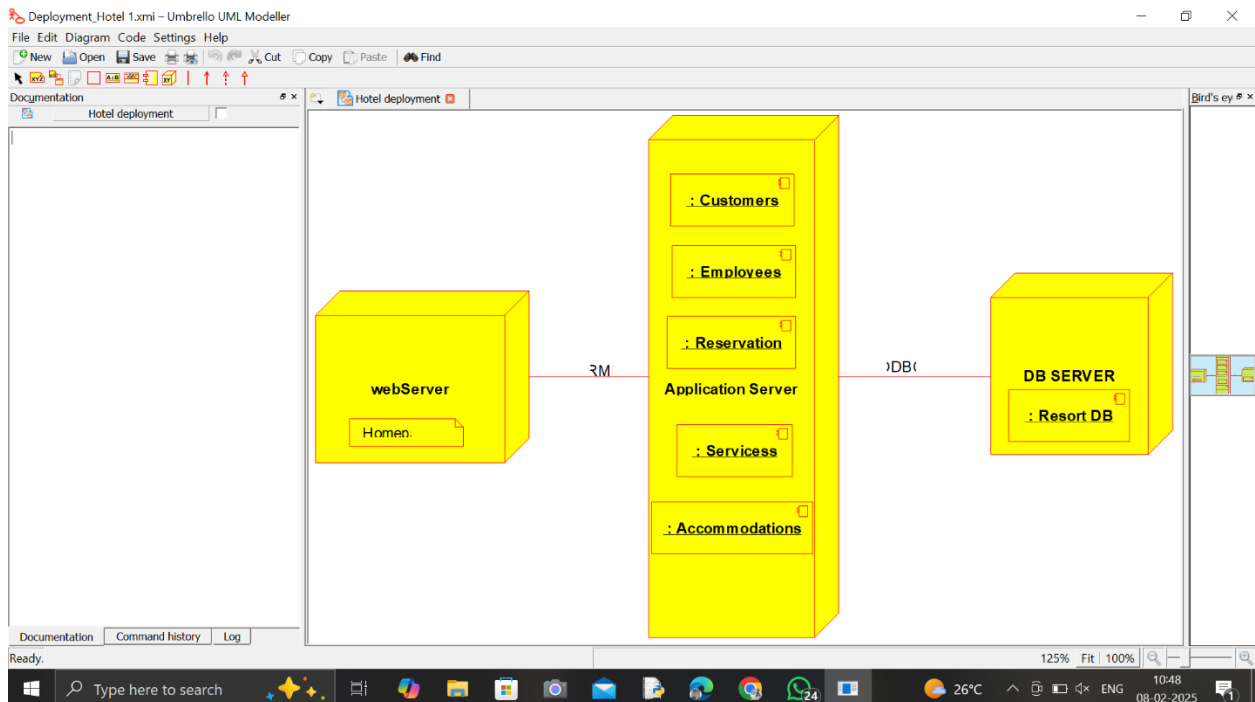 Deployment_Hotel 1.xmi – Umbrello UML Modeller
File Edit Diagram Code Settings Help
New Open Save Cut Copy Paste Find
Documentation
Hotel deployment
Hotel deployment
Bird's ey
: Customers
: Employees
: Reservation
Application Server
: Servicess
: Accommodations
webServer
Homep
RM
DB SERVER
: Resort DB
Documentation Command history Log
Ready.
125% Fit 100%
Type here to search
24
26°C
ENG
10:48
08-02-2025
1